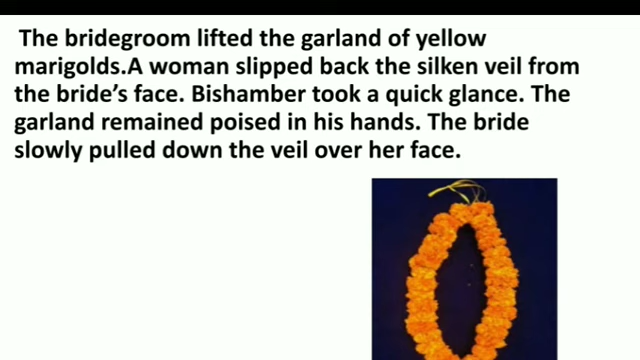 The bridegroom lifted the garland of yellow
marigolds.A woman slipped back the silken veil from
the bride's face. Bishamber took a quick glance. The
garland remained poised in his hands. The bride
slowly pulled down the veil over her face.